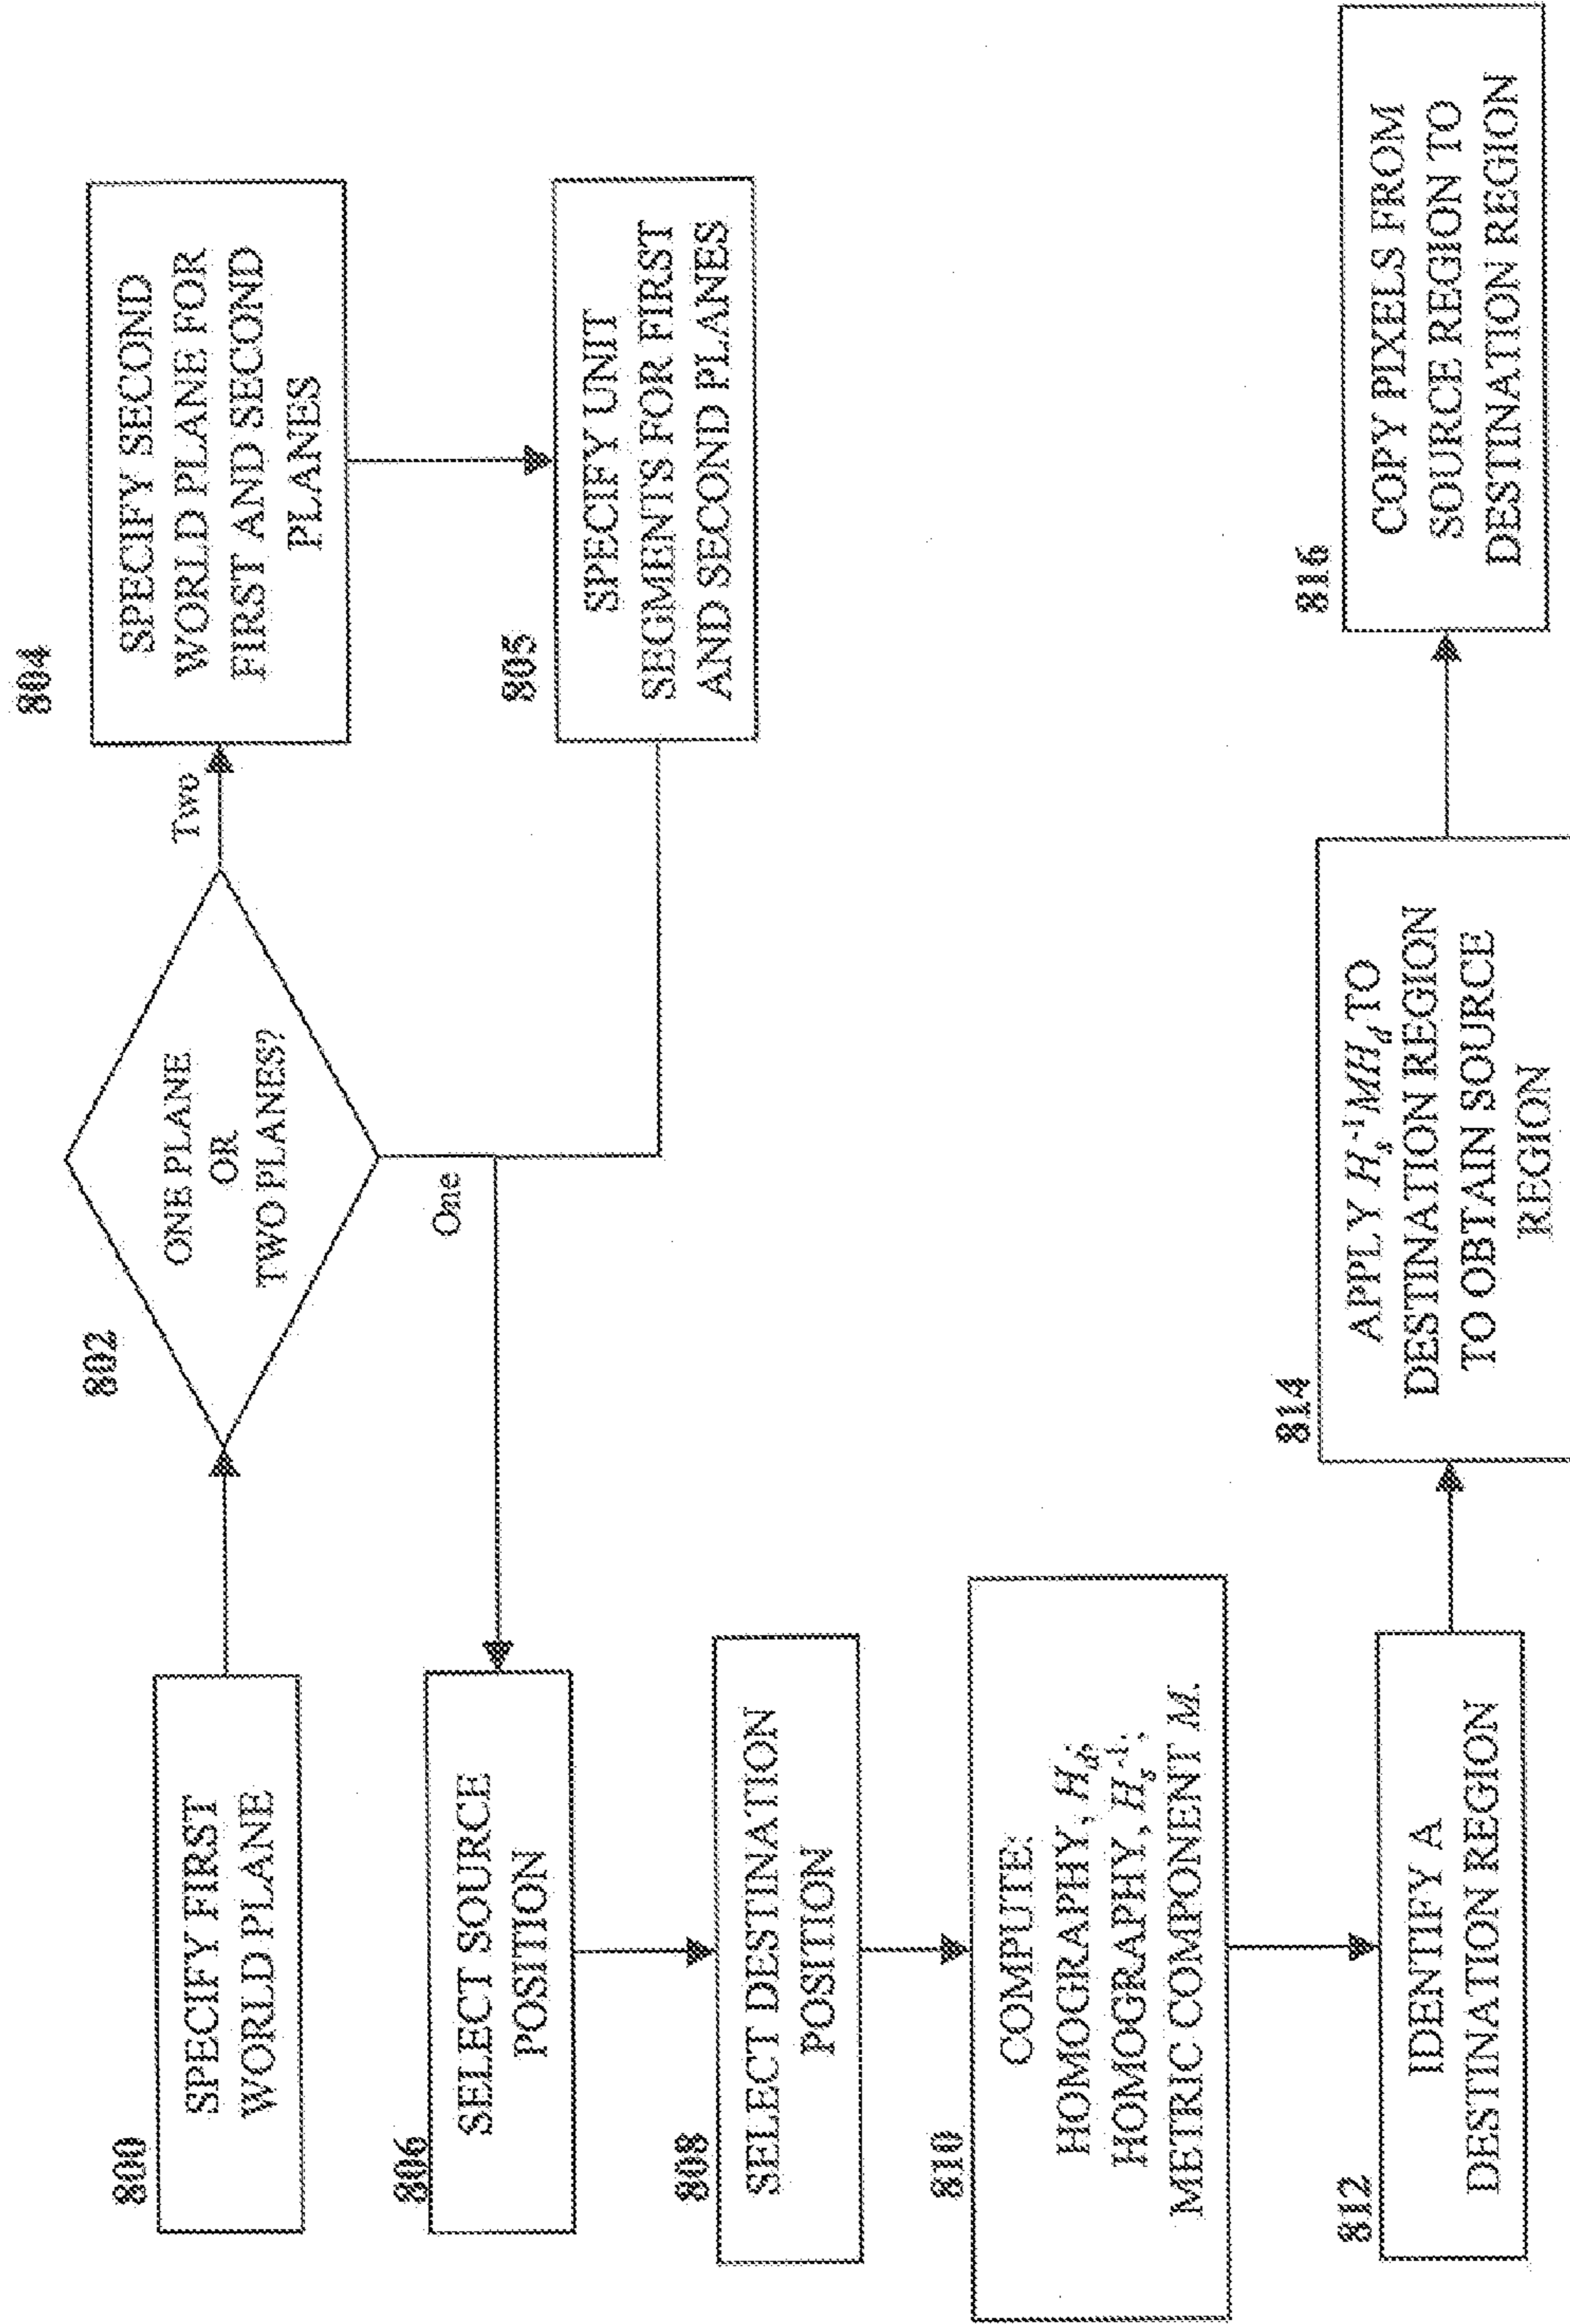 800
SPECIFY FIRST
WORLD PLANE
802
ONE PLANE
OR
TWO PLANES?
Two
One
804
SPECIFY SECOND
WORLD PLANE FOR
FIRST AND SECOND
PLANES
805
SPECIFY UNIT
SEGMENTS FOR FIRST
AND SECOND PLANES
806
SELECT SOURCE
POSITION
808
SELECT DESTINATION
POSITION
810
COMPUTE:
HOMOGRAPHY, H_d;
HOMOGRAPHY, H_s⁻¹;
METRIC COMPONENT M.
812
IDENTIFY A
DESTINATION REGION
814
APPLY H_s⁻¹MH_d TO
DESTINATION REGION
TO OBTAIN SOURCE
REGION
816
COPY PIXELS FROM
SOURCE REGION TO
DESTINATION REGION